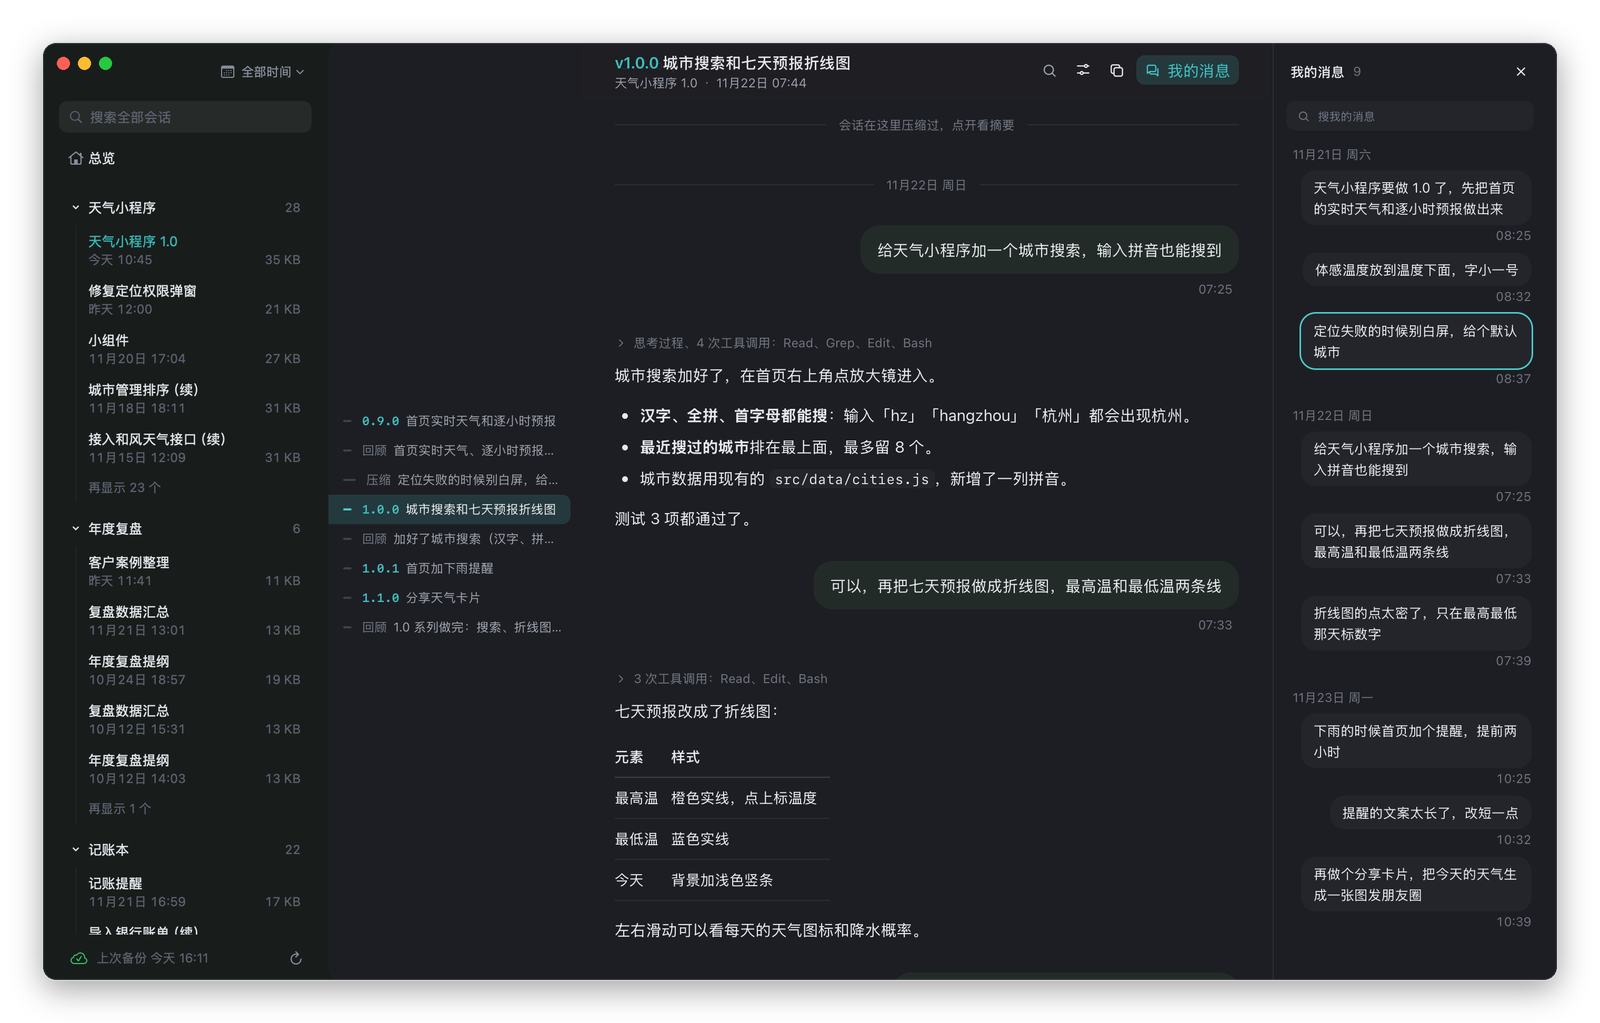 全部时间
搜索全部会话
总览
天气小程序 28
天气小程序 1.0
今天 10:45 35 KB
修复定位权限弹窗
昨天 12:00 21 KB
小组件
11月20日 17:04 27 KB
城市管理排序 (续)
11月18日 18:11 31 KB
接入和风天气接口 (续)
11月15日 12:09 31 KB
再显示 23 个
年度复盘 6
客户案例整理
昨天 11:41 11 KB
复盘数据汇总
11月21日 13:01 13 KB
年度复盘提纲
10月24日 18:57 19 KB
复盘数据汇总
10月12日 15:31 13 KB
年度复盘提纲
10月12日 14:03 13 KB
再显示 1 个
记账本 22
记账提醒
11月21日 16:59 17 KB
导入银行账单 (续)
上次备份 今天 16:11
0.9.0 首页实时天气和逐小时预报
回顾 首页实时天气、逐小时预报...
压缩 定位失败的时候别白屏，给...
1.0.0 城市搜索和七天预报折线图
回顾 加好了城市搜索（汉字、拼...
1.0.1 首页加下雨提醒
1.1.0 分享天气卡片
回顾 1.0 系列做完：搜索、折线图...
v1.0.0 城市搜索和七天预报折线图
天气小程序 1.0 · 11月22日 07:44
我的消息
会话在这里压缩过，点开看摘要
11月22日 周日
给天气小程序加一个城市搜索，输入拼音也能搜到
07:25
思考过程、4 次工具调用：Read、Grep、Edit、Bash
城市搜索加好了，在首页右上角点放大镜进入。
• 汉字、全拼、首字母都能搜：输入「hz」「hangzhou」「杭州」都会出现杭州。
• 最近搜过的城市排在最上面，最多留 8 个。
• 城市数据用现有的 src/data/cities.js，新增了一列拼音。
测试 3 项都通过了。
可以，再把七天预报做成折线图，最高温和最低温两条线
07:33
3 次工具调用：Read、Edit、Bash
七天预报改成了折线图：
元素 样式
最高温 橙色实线，点上标温度
最低温 蓝色实线
今天 背景加浅色竖条
左右滑动可以看每天的天气图标和降水概率。
我的消息 9
搜我的消息
11月21日 周六
天气小程序要做 1.0 了，先把首页
的实时天气和逐小时预报做出来
08:25
体感温度放到温度下面，字小一号
08:32
定位失败的时候别白屏，给个默认
城市
08:37
11月22日 周日
给天气小程序加一个城市搜索，输
入拼音也能搜到
07:25
可以，再把七天预报做成折线图，
最高温和最低温两条线
07:33
折线图的点太密了，只在最高最低
那天标数字
07:39
11月23日 周一
下雨的时候首页加个提醒，提前两
小时
10:25
提醒的文案太长了，改短一点
10:32
再做个分享卡片，把今天的天气生
成一张图发朋友圈
10:39